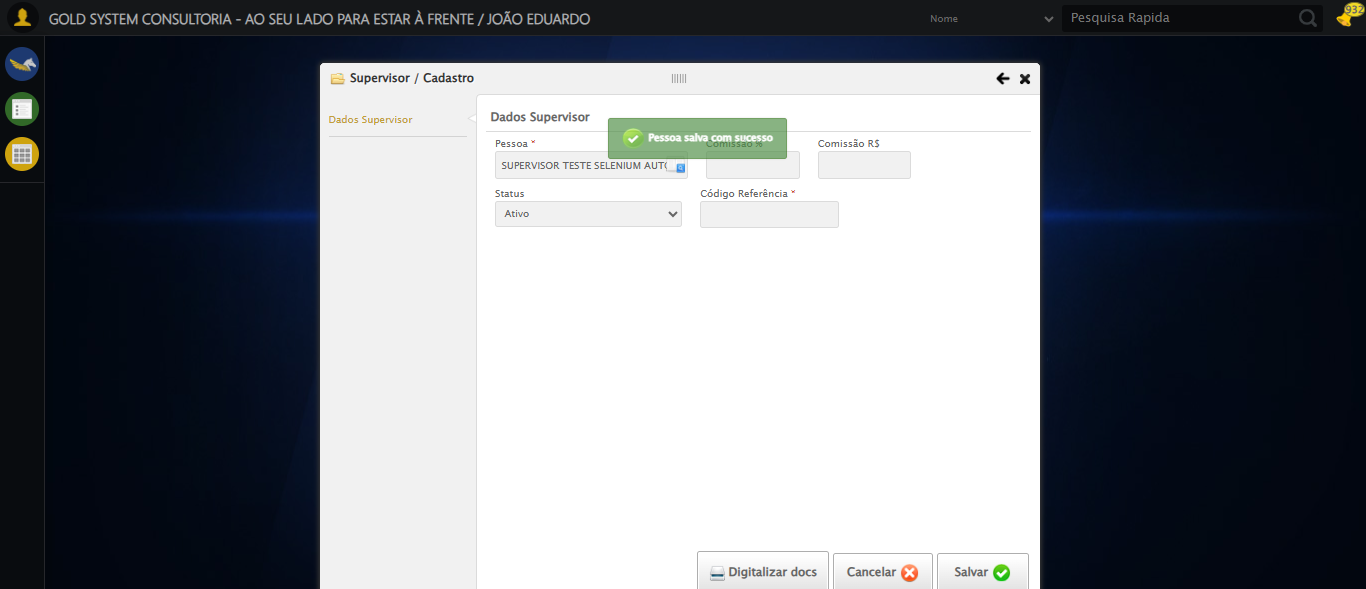 GOLD SYSTEM CONSULTORIA - AO SEU LADO PARA ESTAR À FRENTE / JOÃO EDUARDO
Nome
Pesquisa Rapida
932
Supervisor / Cadastro
Dados Supervisor
Dados Supervisor
Pessoa salva com sucesso
Pessoa *
Comissão %
Comissão R$
SUPERVISOR TESTE SELENIUM AUTO
Status
Código Referência *
Ativo
Digitalizar docs
Cancelar
Salvar